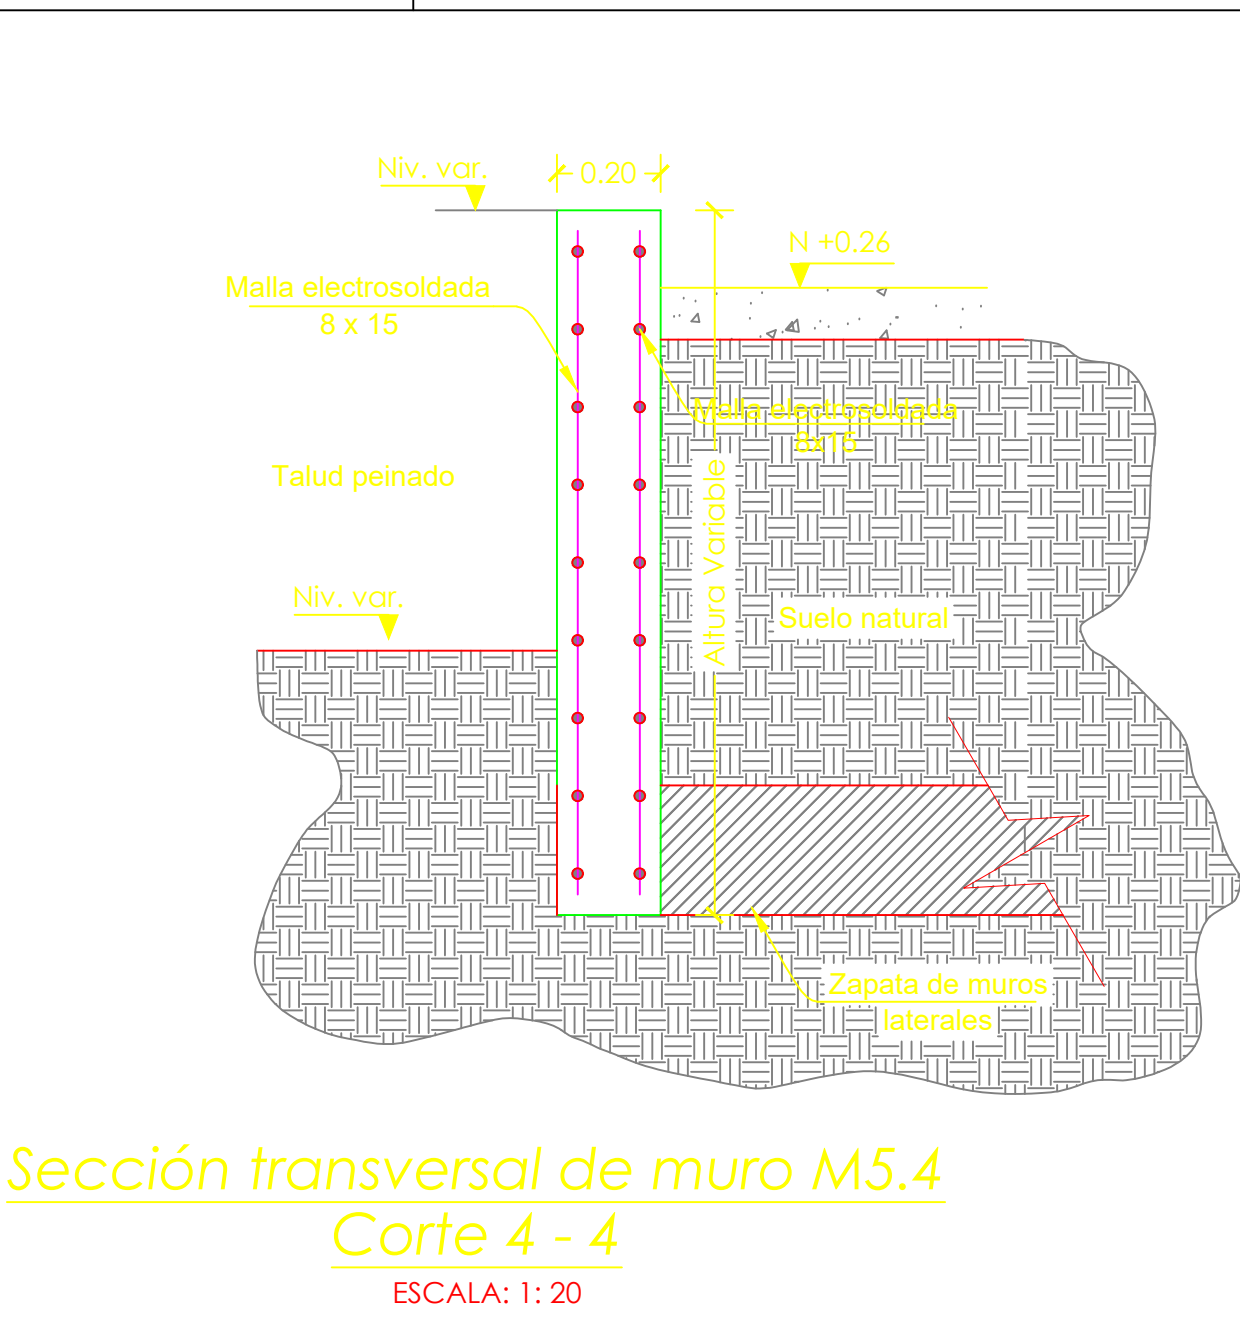 Niv. var.
0.20
N +0.26
Malla electrosoldada
8 x 15
Malla electrosoldada
8x15
Talud peinado
Altura Variable
Niv. var.
Suelo natural
Zapata de muros
laterales
Sección transversal de muro M5.4
Corte 4 - 4
ESCALA: 1: 20